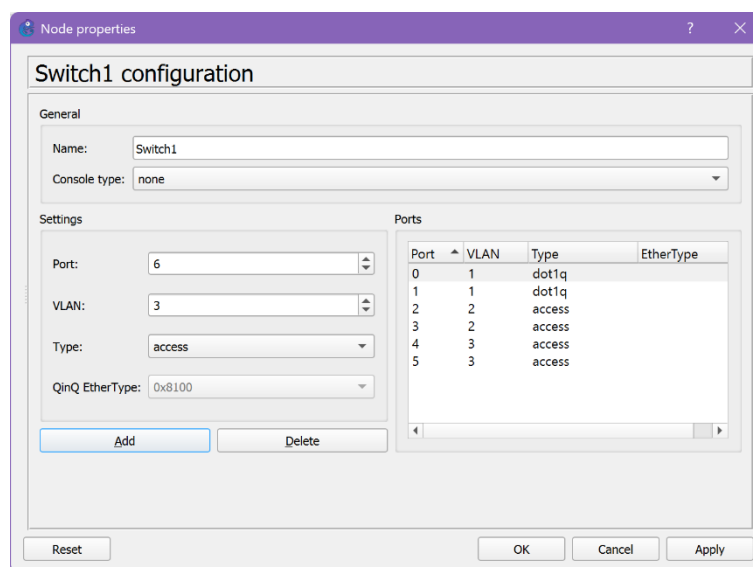 Node properties
Switch1 configuration
General
Name: Switch1
Console type: none
Settings
Port: 6
VLAN: 3
Type: access
QinQ EtherType: 0x8100
Add Delete
Ports
Port VLAN Type EtherType
0 1 dot1q
1 1 dot1q
2 2 access
3 2 access
4 3 access
5 3 access
Reset OK Cancel Apply